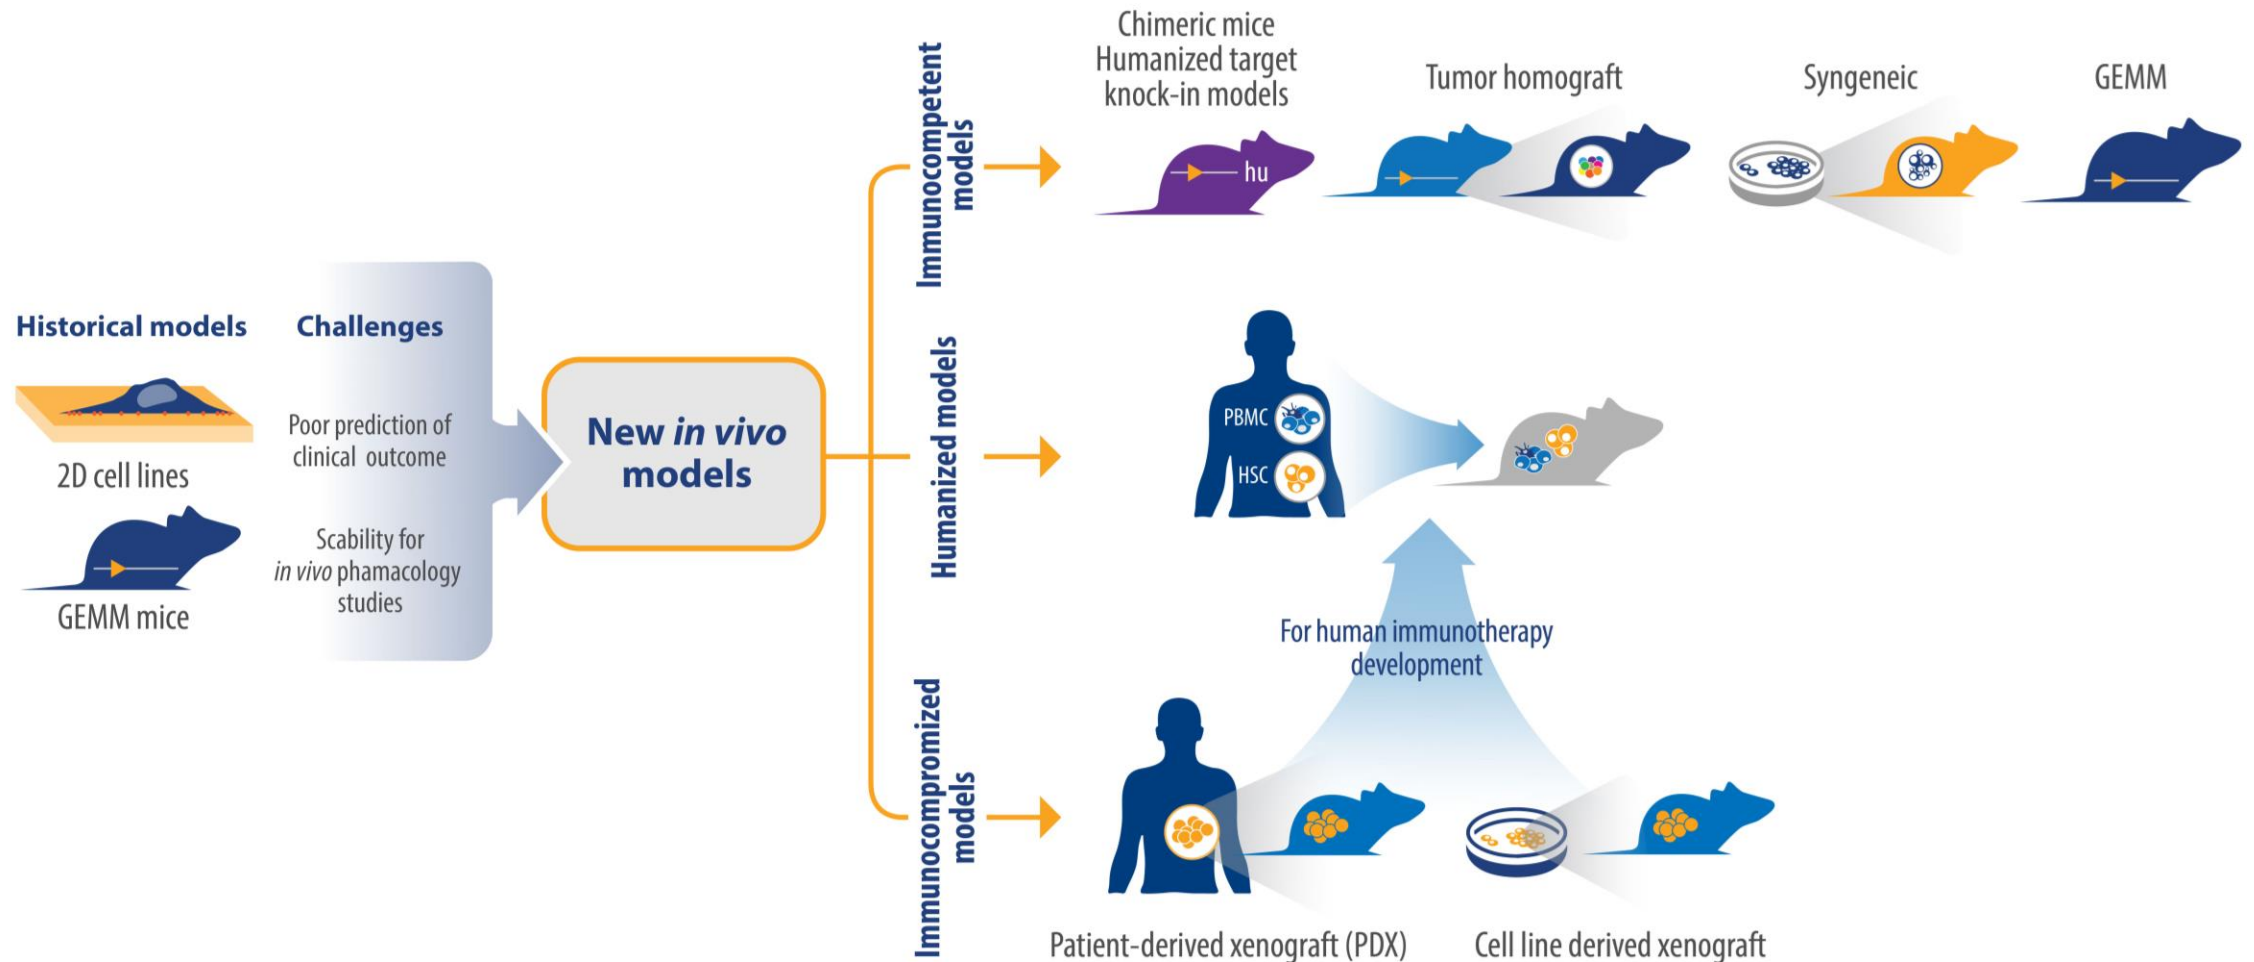 Historical models
2D cell lines
GEMM mice
Challenges
Poor prediction of
clinical outcome
Scability for
in vivo phamacology
studies
New in vivo
models
Immunocompetent
models
Chimeric mice
Humanized target
knock-in models
hu
Tumor homograft
Syngeneic
GEMM
Humanized models
PBMC
HSC
For human immunotherapy
development
Immunocompromized
models
Patient-derived xenograft (PDX)
Cell line derived xenograft